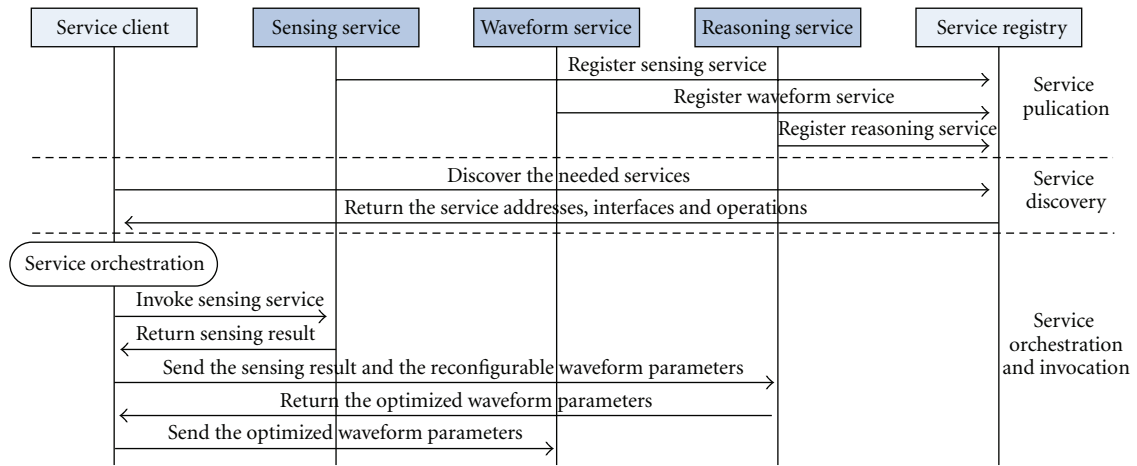 Service client
Sensing service
Waveform service
Reasoning service
Service registry
Register sensing service
Register waveform service
Register reasoning service
Service
pulication
Discover the needed services
Return the service addresses, interfaces and operations
Service
discovery
Service orchestration
Invoke sensing service
Return sensing result
Send the sensing result and the reconfigurable waveform parameters
Return the optimized waveform parameters
Send the optimized waveform parameters
Service
orchestration
and invocation